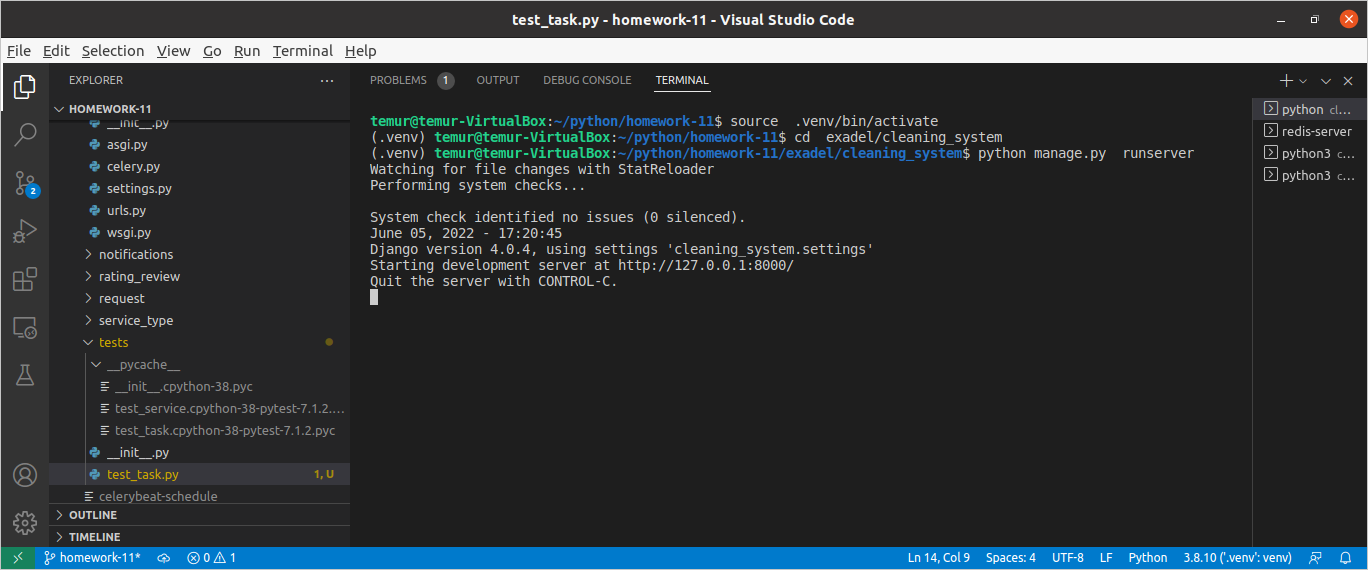 test_task.py - homework-11 - Visual Studio Code
File Edit Selection View Go Run Terminal Help
EXPLORER ...
HOMEWORK-11
__init__.py
asgi.py
celery.py
settings.py
urls.py
wsgi.py
notifications
rating_review
request
service_type
tests
__pycache__
__init__.cpython-38.pyc
test_service.cpython-38-pytest-7.1.2....
test_task.cpython-38-pytest-7.1.2.pyc
__init__.py
test_task.py 1, U
celerybeat-schedule
OUTLINE
TIMELINE
2
PROBLEMS 1 OUTPUT DEBUG CONSOLE TERMINAL
temur@temur-VirtualBox:~/python/homework-11$ source  .venv/bin/activate
(.venv) temur@temur-VirtualBox:~/python/homework-11$ cd  exadel/cleaning_system
(.venv) temur@temur-VirtualBox:~/python/homework-11/exadel/cleaning_system$ python manage.py  runserver
Watching for file changes with StatReloader
Performing system checks...
System check identified no issues (0 silenced).
June 05, 2022 - 17:20:45
Django version 4.0.4, using settings 'cleaning_system.settings'
Starting development server at http://127.0.0.1:8000/
Quit the server with CONTROL-C.
python cl...
redis-server
python3 c...
python3 c...
homework-11* 0 1 Ln 14, Col 9 Spaces: 4 UTF-8 LF Python 3.8.10 ('.venv': venv)